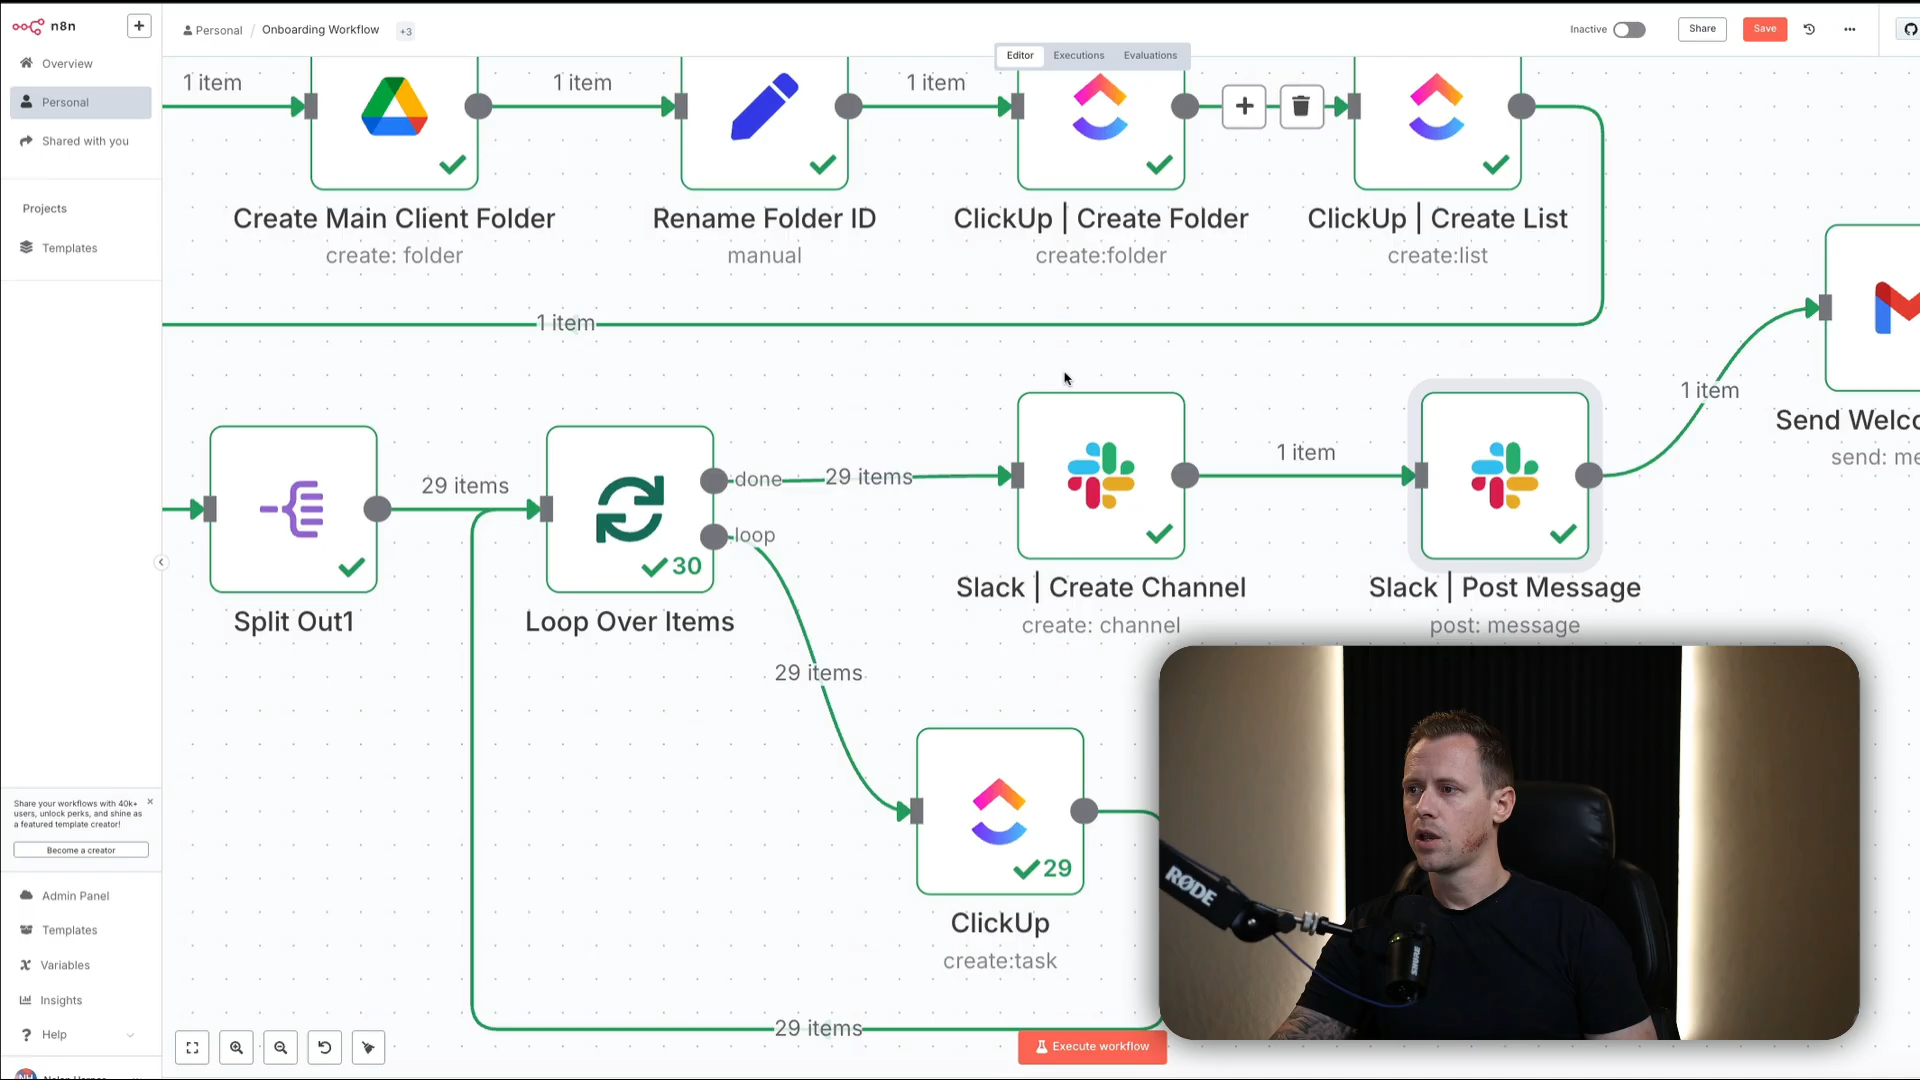 n8n
Personal / Onboarding Workflow +3
Inactive
Share
Save
Editor Executions Evaluations
Overview
Personal
Shared with you
Projects
Templates
1 item
1 item
1 item
Create Main Client Folder
create: folder
Rename Folder ID
manual
ClickUp | Create Folder
create:folder
ClickUp | Create List
create:list
1 item
1 item
Send Welco
send: me
Split Out1
29 items
30
Loop Over Items
done
loop
29 items
Slack | Create Channel
create: channel
1 item
Slack | Post Message
post: message
29 items
29
ClickUp
create:task
29 items
RØDE
SHURE
Share your workflows with 40k+
users, unlock perks, and shine as
a featured template creator!
Become a creator
Admin Panel
Templates
Variables
Insights
Help
Execute workflow